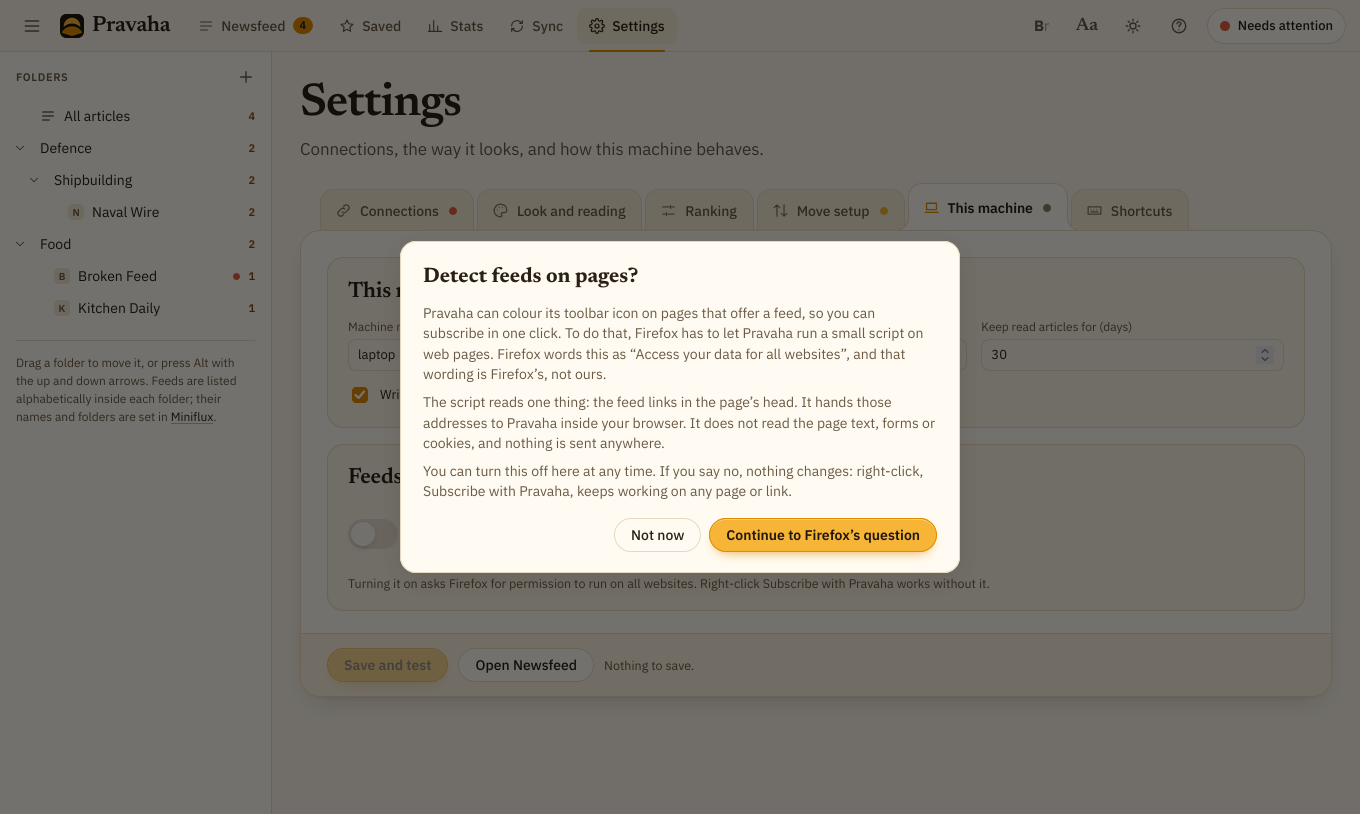 Pravaha
Newsfeed 4
Saved
Stats
Sync
Settings
Br
Aa
Needs attention
FOLDERS
All articles 4
Defence 2
Shipbuilding 2
N Naval Wire 2
Food 2
B Broken Feed 1
K Kitchen Daily 1
Drag a folder to move it, or press Alt with
the up and down arrows. Feeds are listed
alphabetically inside each folder; their
names and folders are set in Miniflux.
Settings
Connections, the way it looks, and how this machine behaves.
Connections
Look and reading
Ranking
Move setup
This machine
Shortcuts
This
Machine
Keep read articles for (days)
laptop
30
Detect feeds on pages?
Pravaha can colour its toolbar icon on pages that offer a feed, so you can
subscribe in one click. To do that, Firefox has to let Pravaha run a small script on
web pages. Firefox words this as “Access your data for all websites”, and that
wording is Firefox’s, not ours.
The script reads one thing: the feed links in the page’s head. It hands those
addresses to Pravaha inside your browser. It does not read the page text, forms or
cookies, and nothing is sent anywhere.
You can turn this off here at any time. If you say no, nothing changes: right-click,
Subscribe with Pravaha, keeps working on any page or link.
Not now
Continue to Firefox’s question
Feeds
Turning it on asks Firefox for permission to run on all websites. Right-click Subscribe with Pravaha works without it.
Save and test
Open Newsfeed
Nothing to save.